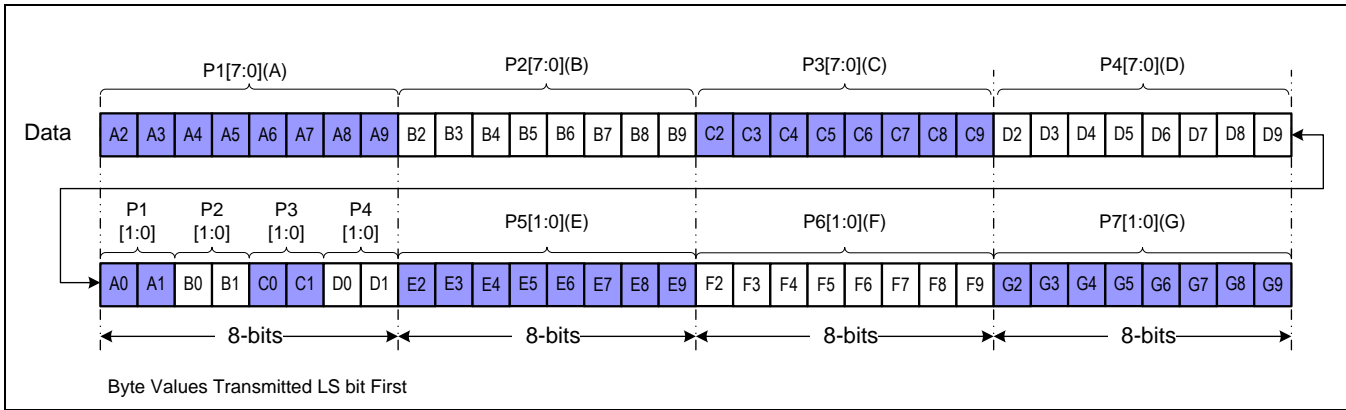 P1[7:0](A) P2[7:0](B) P3[7:0](C) P4[7:0](D)
Data A2 A3 A4 A5 A6 A7 A8 A9 B2 B3 B4 B5 B6 B7 B8 B9 C2 C3 C4 C5 C6 C7 C8 C9 D2 D3 D4 D5 D6 D7 D8 D9
P1 P2 P3 P4
[1:0] [1:0] [1:0] [1:0] P5[1:0](E) P6[1:0](F) P7[1:0](G)
A0 A1 B0 B1 C0 C1 D0 D1 E2 E3 E4 E5 E6 E7 E8 E9 F2 F3 F4 F5 F6 F7 F8 F9 G2 G3 G4 G5 G6 G7 G8 G9
8-bits 8-bits 8-bits 8-bits
Byte Values Transmitted LS bit First